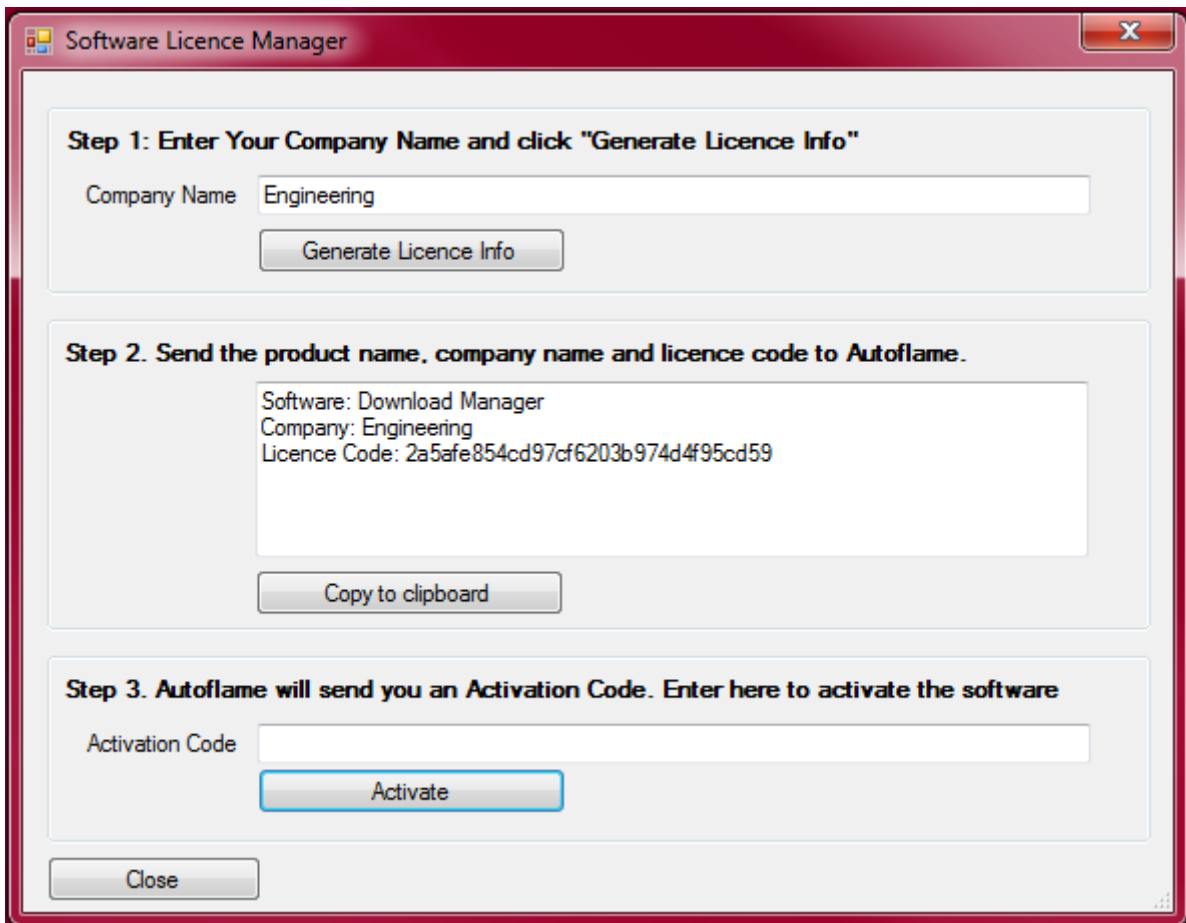 Software Licence Manager
Step 1: Enter Your Company Name and click "Generate Licence Info"
Company Name Engineering
Generate Licence Info
Step 2. Send the product name, company name and licence code to Autoflame.
Software: Download Manager
Company: Engineering
Licence Code: 2a5afe854cd97cf6203b974d4f95cd59
Copy to clipboard
Step 3. Autoflame will send you an Activation Code. Enter here to activate the software
Activation Code
Activate
Close